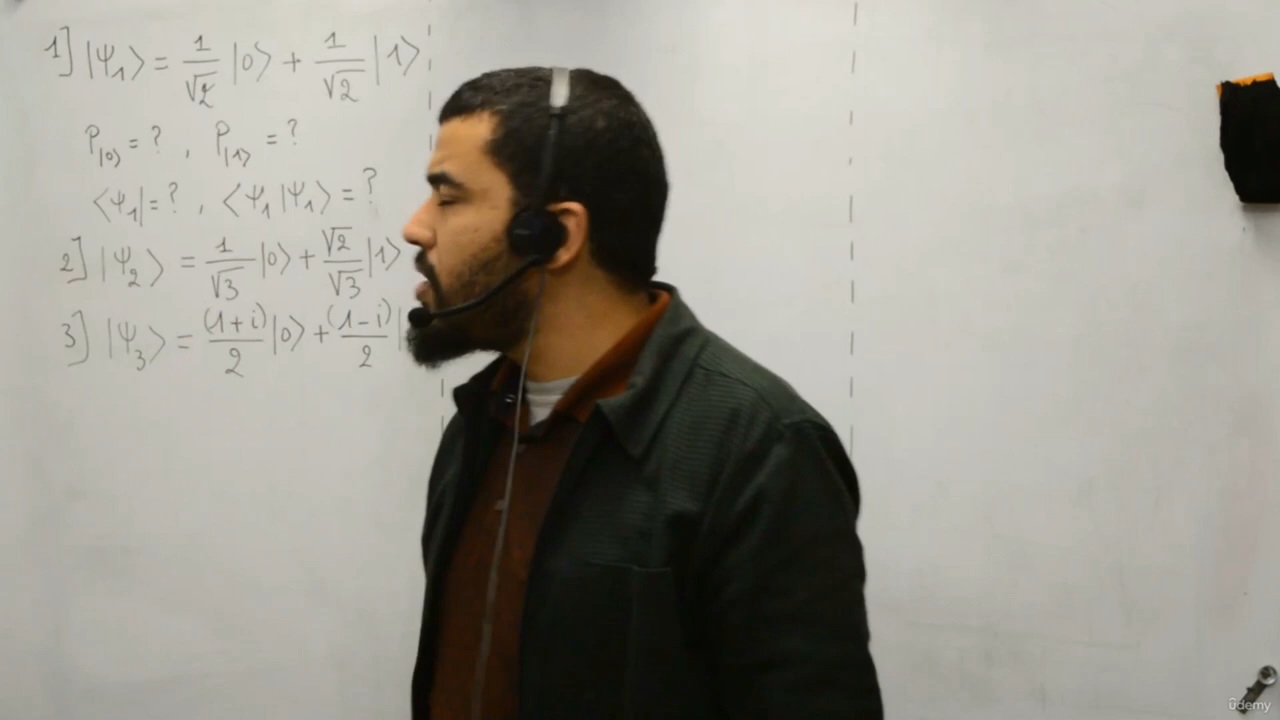 1] |Ψ₁⟩ = 1/√2 |0⟩ + 1/√2 |1⟩
P|0⟩ = ? , P|1⟩ = ?
⟨Ψ₁| = ? , ⟨Ψ₁|Ψ₁⟩ = ?
2] |Ψ₂⟩ = 1/√3 |0⟩ + √2/√3 |1⟩
3] |Ψ₃⟩ = (1+i)/2 |0⟩ + (1-i)/2 |
ûdemy